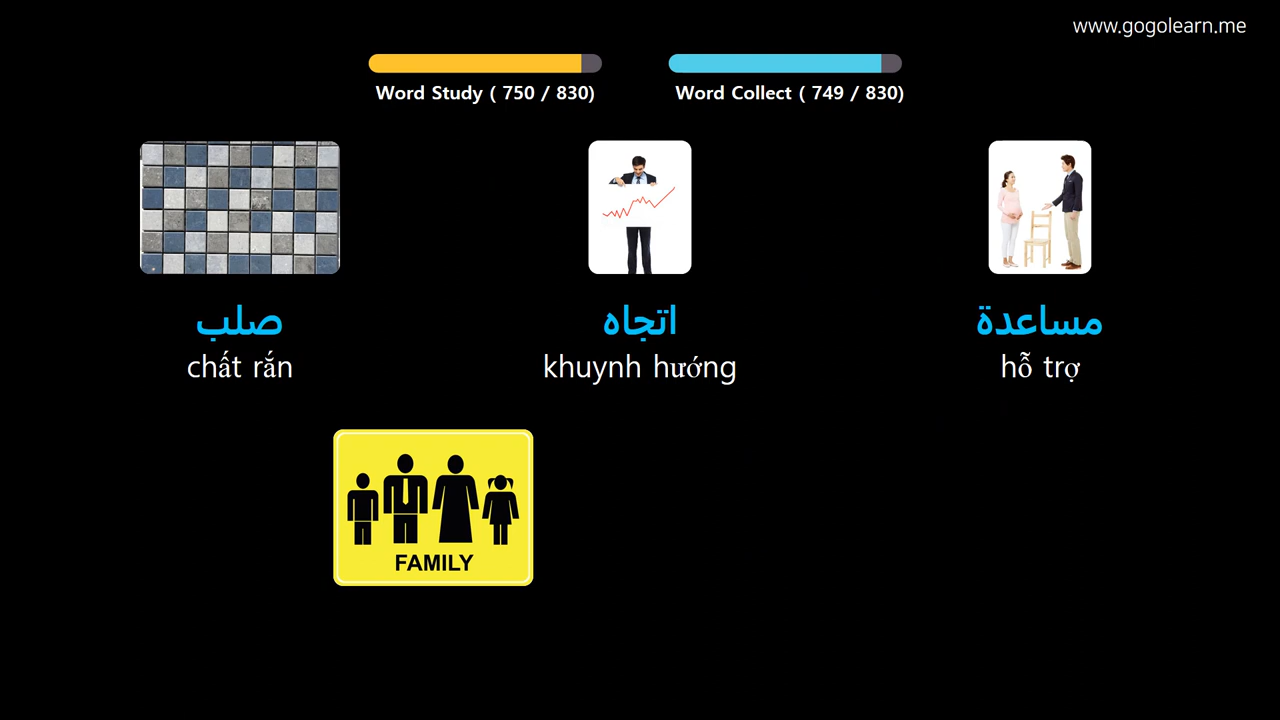 www.gogolearn.me
Word Study ( 750 / 830)
Word Collect ( 749 / 830)
صلب
chất rắn
اتجاه
khuynh hướng
مساعدة
hỗ trợ
FAMILY